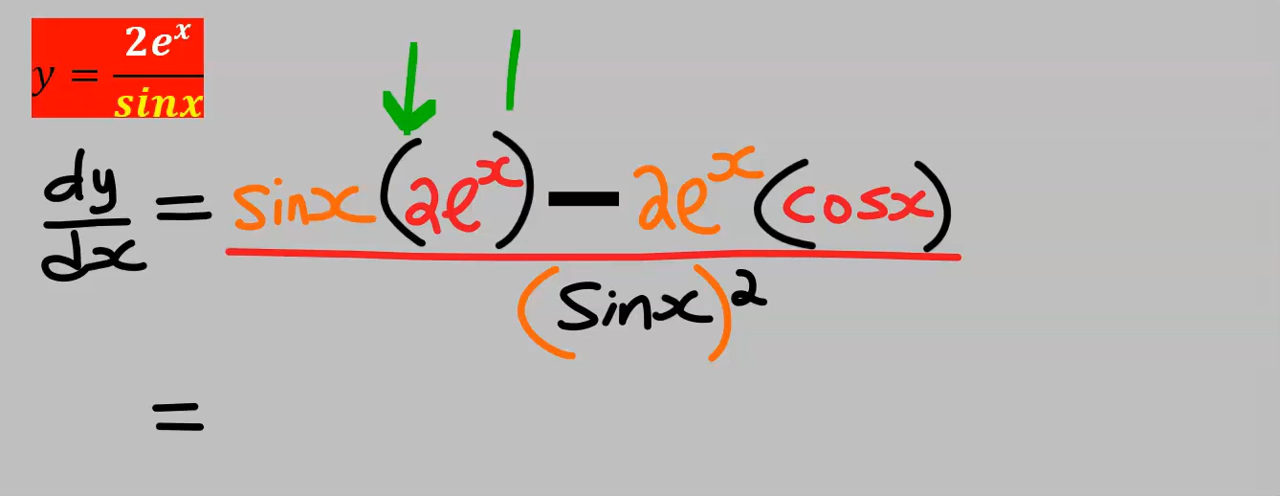 y = 2e^x / sinx
dy/dx = sinx(2e^x) − 2e^x(cosx) / (sinx)^2
=